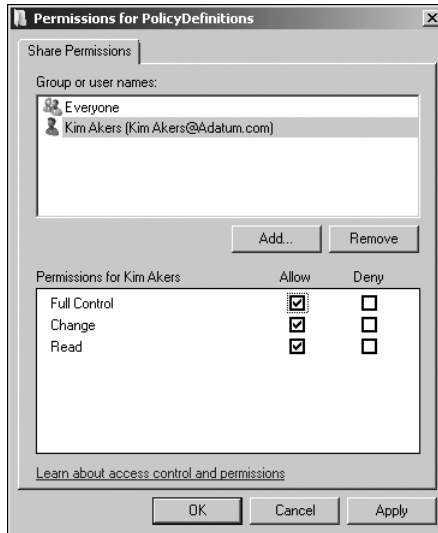 Permissions for PolicyDefinitions
Share Permissions
Group or user names:
Everyone
Kim Akers (Kim Akers@Adatum.com)
Add... Remove
Permissions for Kim Akers Allow Deny
Full Control
Change
Read
Learn about access control and permissions
OK Cancel Apply